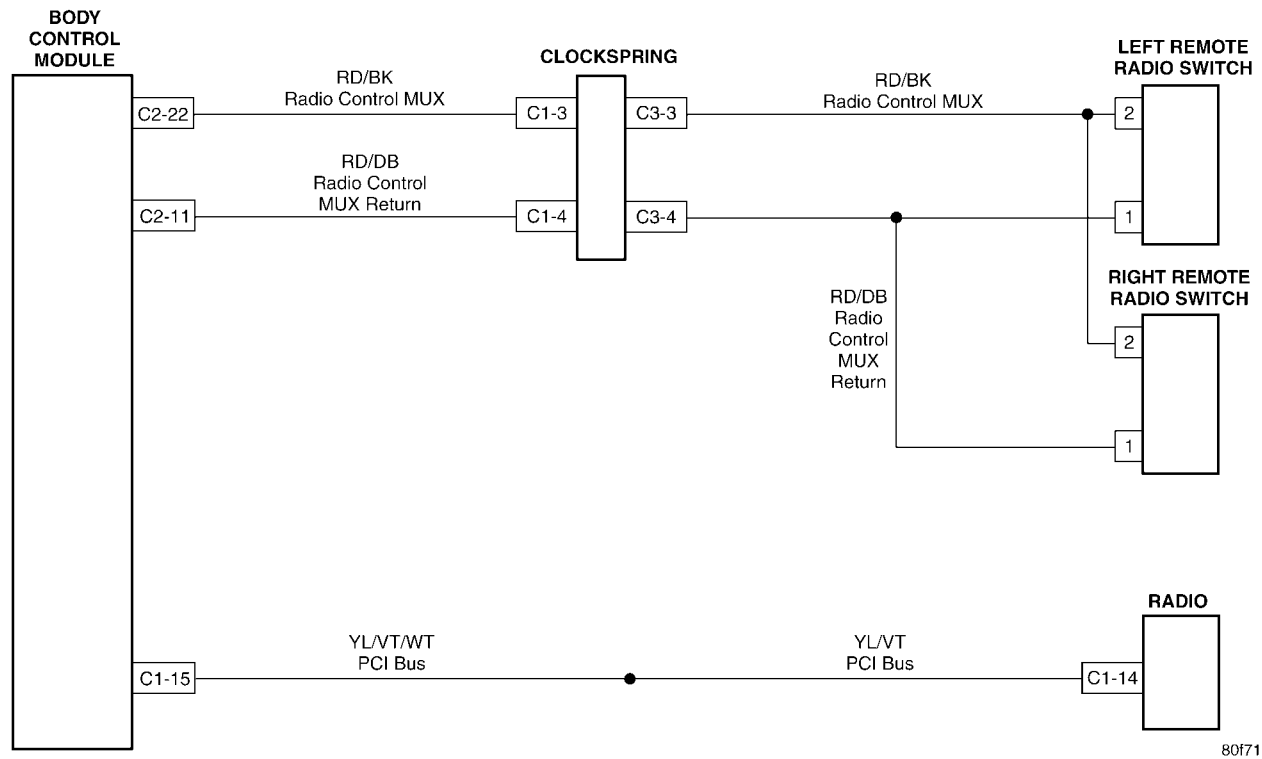 BODY
CONTROL
MODULE
CLOCKSPRING
LEFT REMOTE
RADIO SWITCH
RD/BK
Radio Control MUX
RD/BK
Radio Control MUX
C2-22
C1-3
C3-3
2
RD/DB
Radio Control
MUX Return
C2-11
C1-4
C3-4
1
RIGHT REMOTE
RADIO SWITCH
RD/DB
Radio
Control
MUX
Return
2
1
RADIO
YL/VT/WT
PCI Bus
YL/VT
PCI Bus
C1-15
C1-14
80f71